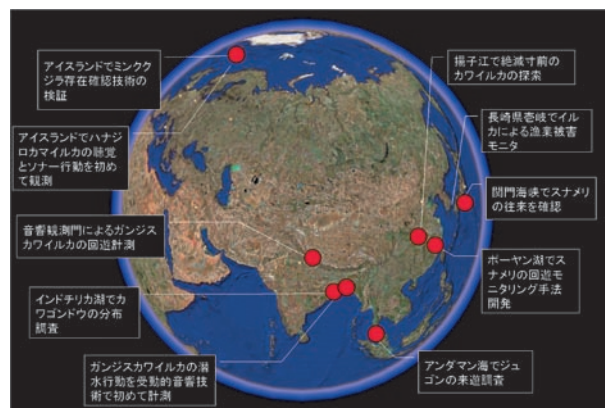 アイスランドでミンクク
ジラ存在確認技術の
検証
アイスランドでハナジ
ロカマイルカの聴覚
とソナー行動を初め
て観測
音響観測門によるガンジス
カワイルカの回遊計測
インドチリカ湖でカ
ワゴンドウの分布
調査
ガンジスカワイルカの潜
水行動を受動的音響技
術で初めて計測
揚子江で絶滅寸前の
カワイルカの探索
長崎県壱岐でイル
カによる漁業被害
モニタ
関門海峡でスナメリ
の往来を確認
ポーヤン湖でス
ナメリの回遊モ
ニタリング手法
開発
アンダマン海でジュ
ゴンの来遊調査